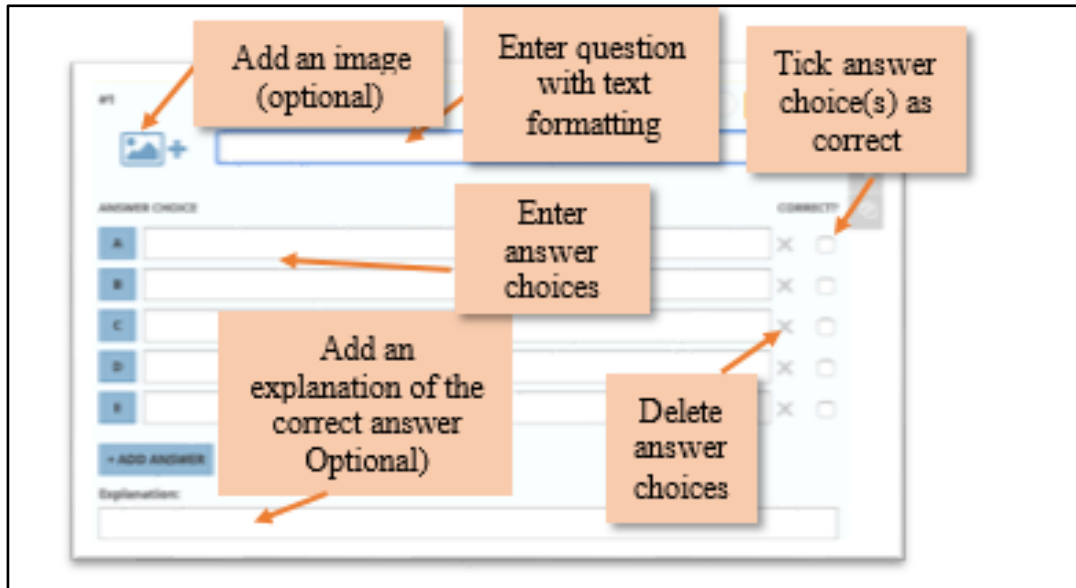 Add an image
(optional)
Enter question
with text
formatting
Tick answer
choice(s) as
correct
#1
ANSWER CHOICE
CORRECT?
A
Enter
answer
choices
B
C
Add an
explanation of the
correct answer
Optional)
D
E
Delete
answer
choices
+ ADD ANSWER
Explanation: